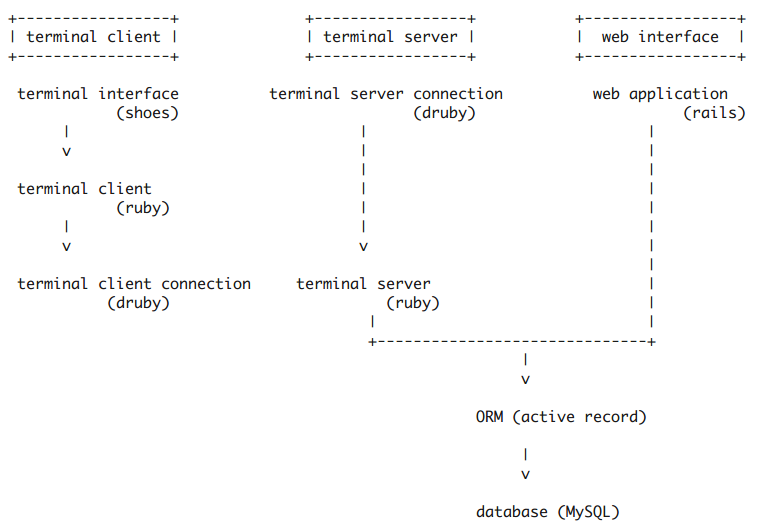 +-----------------+              +-----------------+           +-----------------+
| terminal client |              | terminal server |           |  web interface  |
+-----------------+              +-----------------+           +-----------------+
terminal interface          terminal server connection          web application
(shoes)                          (druby)                       (rails)
|                                |                               |
v                                |                               |
|                               |
terminal client                        |                               |
(ruby)                     |                               |
|                                |                               |
v                                v                               |
|
terminal client connection     terminal server                        |
(druby)                        (ruby)                       |
|                              |
+------------------------------+
|
v
ORM (active record)
|
v
database (MySQL)